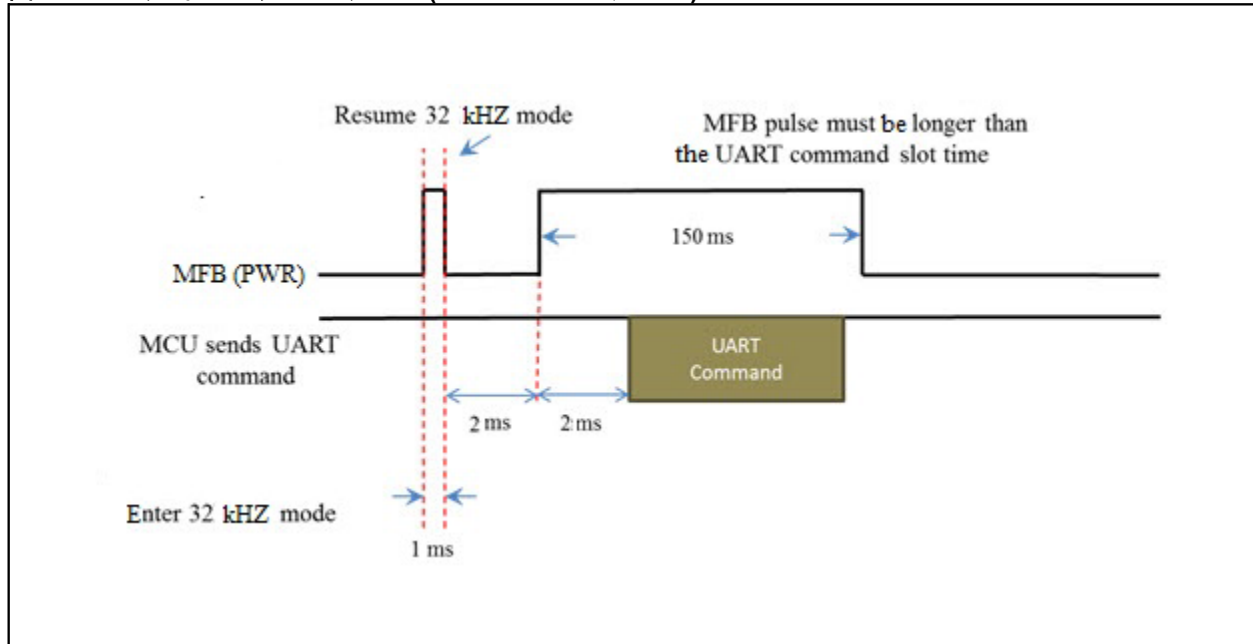 Resume 32 kHZ mode
MFB pulse must be longer than
the UART command slot time
150 ms
MFB (PWR)
MCU sends UART
command
UART
Command
2 ms
2 ms
Enter 32 kHZ mode
1 ms